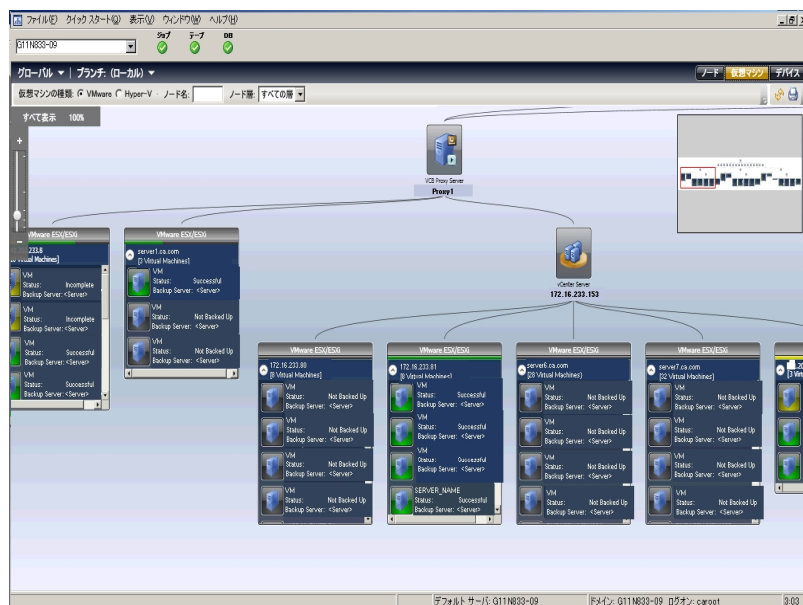 ファイル(F) クイック スタート(Q) 表示(V) ウィンドウ(W) ヘルプ(H)
ジョブ テープ DB
G11N833-09
グローバル ブランチ: (ローカル)
ノード 仮想マシン デバイス
仮想マシンの種類: VMware Hyper-V ノード名: ノード層: すべての層
すべて表示 100%
VCB Proxy Server
Proxy1
VMware ESX/ESXi
233.8
Virtual Machines]
VM
Status: Incomplete
Backup Server: <Server>
VM
Status: Incomplete
Backup Server: <Server>
VM
Status: Successful
Backup Server: <Server>
VM
Status: Successful
Backup Server: <Server>
VMware ESX/ESXi
server1.ca.com
[3 Virtual Machines]
VM
Status: Successful
Backup Server: <Server>
VM
Status: Not Backed Up
Backup Server: <Server>
VM
Status: Not Backed Up
Backup Server: <Server>
vCenter Server
172.16.233.153
VMware ESX/ESXi
172.16.233.80
[8 Virtual Machines]
VM
Status: Not Backed Up
Backup Server: <Server>
VM
Status: Not Backed Up
Backup Server: <Server>
VM
Status: Not Backed Up
Backup Server: <Server>
VM
Status: Not Backed Up
Backup Server: <Server>
VMware ESX/ESXi
172.16.233.81
[8 Virtual Machines]
VM
Status: Successful
Backup Server: <Server>
VM
Status: Successful
Backup Server: <Server>
VM
Status: Successful
Backup Server: <Server>
SERVER_NAME
Status: Successful
Backup Server: <Server>
VMware ESX/ESXi
server6.ca.com
[28 Virtual Machines]
VM
Status: Not Backed Up
Backup Server: <Server>
VM
Status: Not Backed Up
Backup Server: <Server>
VM
Status: Not Backed Up
Backup Server: <Server>
VM
Status: Not Backed Up
Backup Server: <Server>
VMware ESX/ESXi
server7.ca.com
[32 Virtual Machines]
VM
Status: Not Backed Up
Backup Server: <Server>
VM
Status: Not Backed Up
Backup Server: <Server>
VM
Status: Not Backed Up
Backup Server: <Server>
VM
Status: Not Backed Up
Backup Server: <Server>
デフォルト サーバ: G11N833-09 ドメイン: G11N833-09 ログオン: caroot 3:03